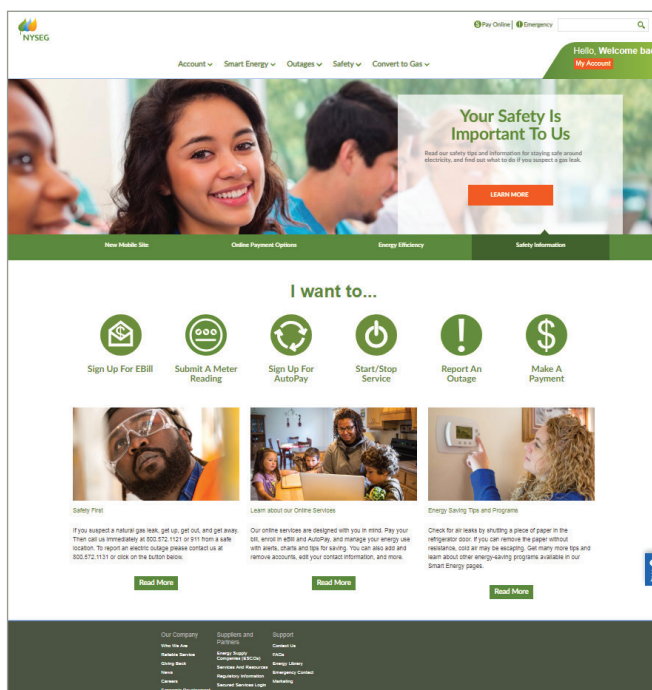 NYSEG
Pay Online | Emergency
Hello, Welcome bac
My Account
Account Smart Energy Outages Safety Convert to Gas
Your Safety Is
Important To Us
Read our safety tips and information for staying safe around
electricity, and find out what to do if you suspect a gas leak.
LEARN MORE
New Mobile Site Online Payment Options Energy Efficiency Safety Information
I want to...
Sign Up For EBill
Submit A Meter
Reading
Sign Up For
AutoPay
Start/Stop
Service
Report An
Outage
Make A
Payment
Safety First
If you suspect a natural gas leak, get up, get out, and get away.
Then call us immediately at 800.572.1121 or 911 from a safe
location. To report an electric outage please contact us at
800.572.1131 or click on the button below.
Read More
Learn about our Online Services
Our online services are designed with you in mind. Pay your
bill, enroll in eBill and AutoPay, and manage your energy use
with alerts, charts and tips for saving. You can also add and
remove accounts, edit your contact information, and more.
Read More
Energy Saving Tips and Programs
Check for air leaks by shutting a piece of paper in the
refrigerator door. If you can remove the paper without
resistance, cold air may be escaping. Get many more tips and
learn about other energy-saving programs available in our
Smart Energy pages.
Read More
Our Company
Who We Are
Reliable Service
Giving Back
News
Careers
Economic Development
Suppliers and
Partners
Energy Supply
Companies (ESCOs)
Services And Resources
Regulatory Information
Secured Services Login
Support
Contact Us
FAQs
Energy Library
Emergency Contact
Marketing